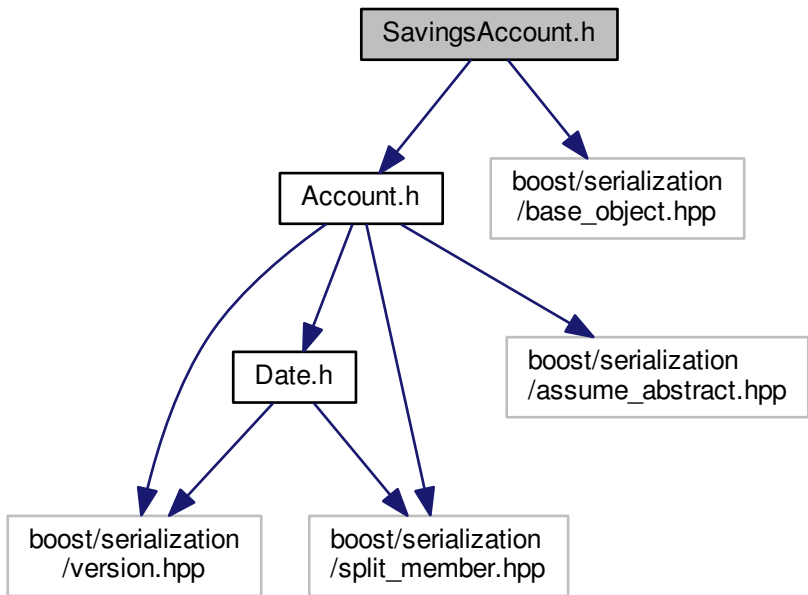 SavingsAccount.h
Account.h
boost/serialization
/base_object.hpp
Date.h
boost/serialization
/assume_abstract.hpp
boost/serialization
/version.hpp
boost/serialization
/split_member.hpp